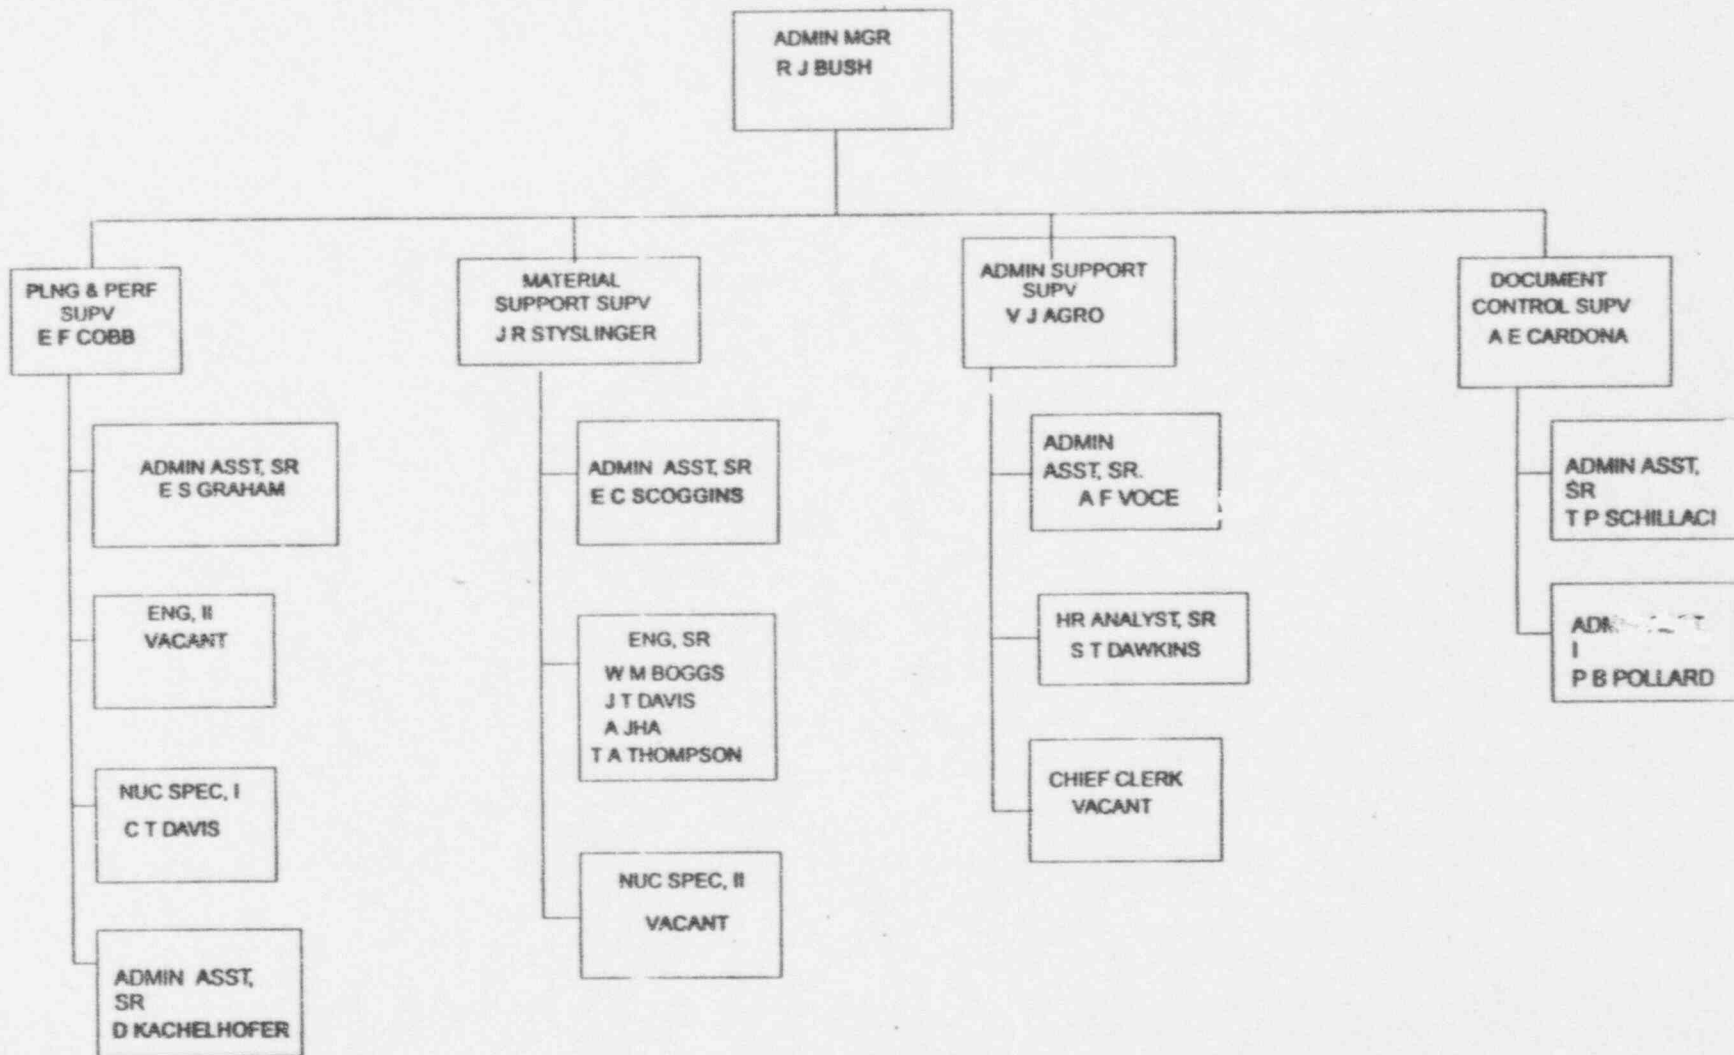 ADMIN MGR
R J BUSH
PLNG & PERF
SUPV
E F COBB
ADMIN ASST, SR
E S GRAHAM
ENG, II
VACANT
NUC SPEC, I
C T DAVIS
ADMIN ASST,
SR
D KACHELHOFER
MATERIAL
SUPPORT SUPV
J R STYSLINGER
ADMIN ASST, SR
E C SCOGGINS
ENG, SR
W M BOGGS
J T DAVIS
A JHA
T A THOMPSON
NUC SPEC, II
VACANT
ADMIN SUPPORT
SUPV
V J AGRO
ADMIN
ASST, SR.
A F VOCE
HR ANALYST, SR
S T DAWKINS
CHIEF CLERK
VACANT
DOCUMENT
CONTROL SUPV
A E CARDONA
ADMIN ASST,
SR
T P SCHILLACI
I
P B POLLARD